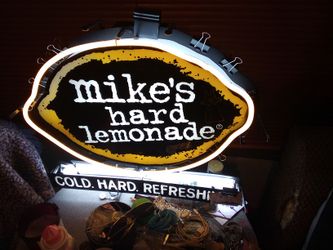 mike's
hard
lemonade®
COLD. HARD. REFRESHI